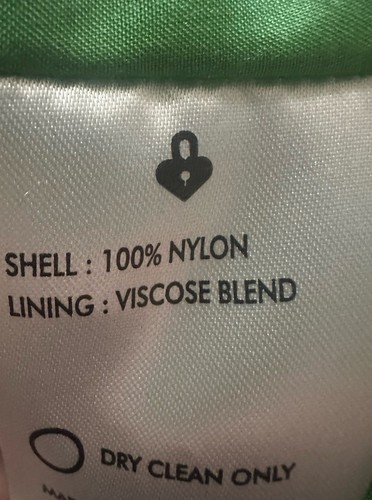 SHELL : 100% NYLON
LINING : VISCOSE BLEND
DRY CLEAN ONLY